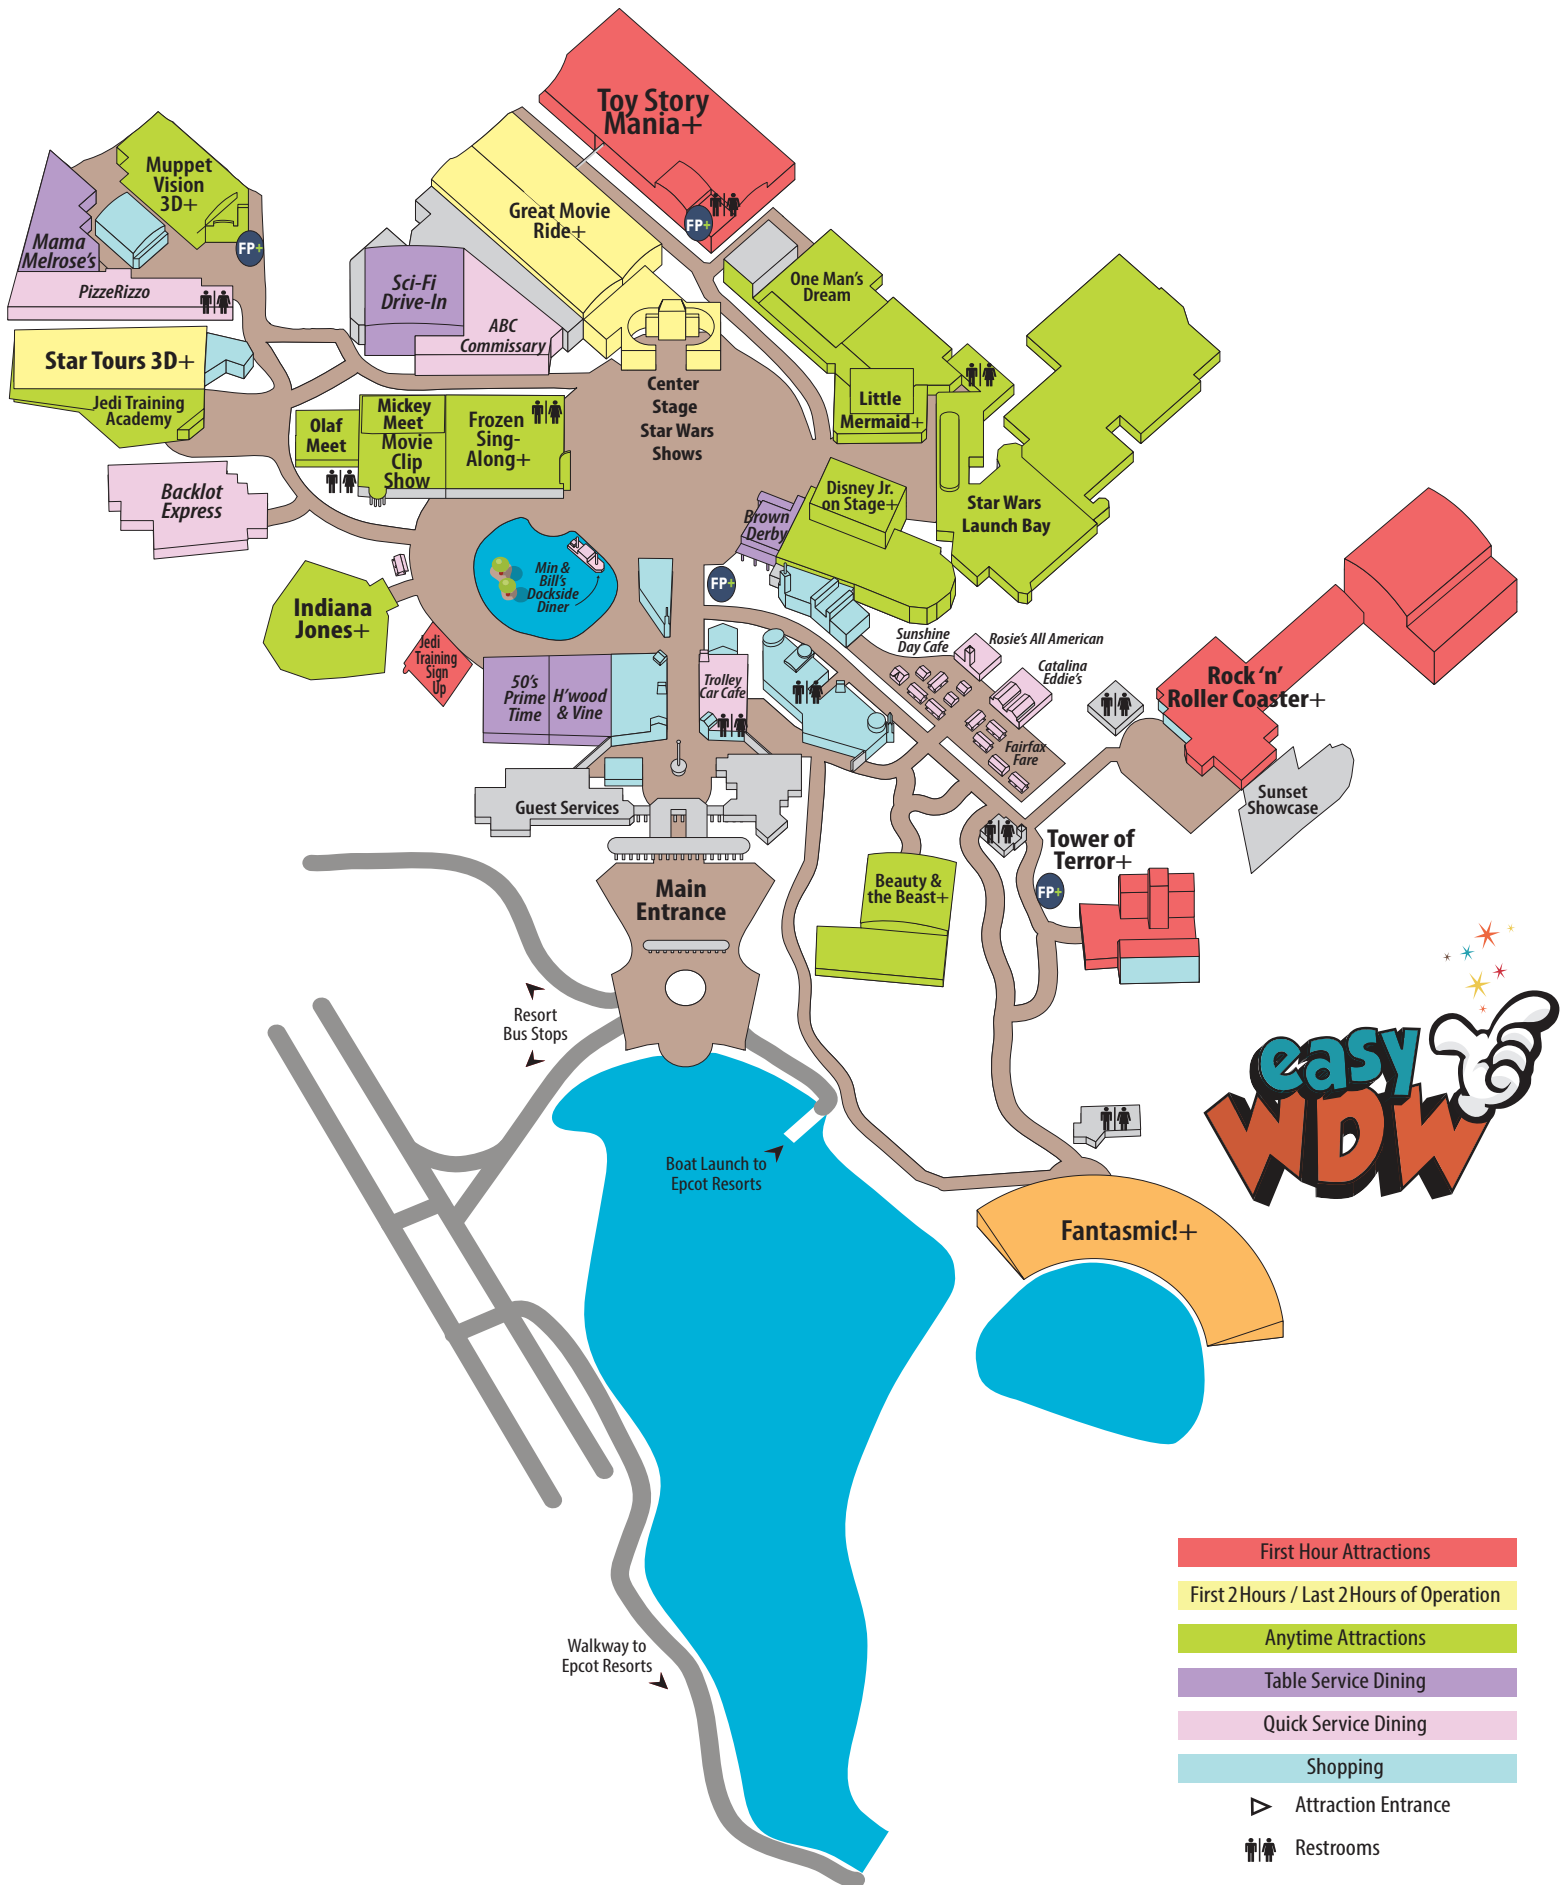 Toy Story
Mania+
Muppet
Vision
3D+
FP+
Mama
Melrose's
PizzeRizzo
Great Movie
Ride+
FP+
Sci-Fi
Drive-In
ABC
Commissary
One Man's
Dream
Star Tours 3D+
Jedi Training
Academy
Center
Stage
Star Wars
Shows
Little
Mermaid+
Olaf
Meet
Mickey
Meet
Movie
Clip
Show
Frozen
Sing-
Along+
Backlot
Express
Disney Jr.
on Stage+
Brown
Derby
Star Wars
Launch Bay
Min &
Bill's
Dockside
Diner
FP+
Indiana
Jones+
Jedi
Training
Sign
Up
50's
Prime
Time
H'wood
& Vine
Trolley
Car Cafe
Sunshine
Day Cafe
Rosie's All American
Catalina
Eddie's
Fairfax
Fare
Rock 'n'
Roller Coaster+
Sunset
Showcase
Guest Services
Tower of
Terror+
FP+
Beauty &
the Beast+
Main
Entrance
Resort
Bus Stops
Boat Launch to
Epcot Resorts
easy
WDW
Fantasmic!+
Walkway to
Epcot Resorts
First Hour Attractions
First 2 Hours / Last 2 Hours of Operation
Anytime Attractions
Table Service Dining
Quick Service Dining
Shopping
Attraction Entrance
Restrooms